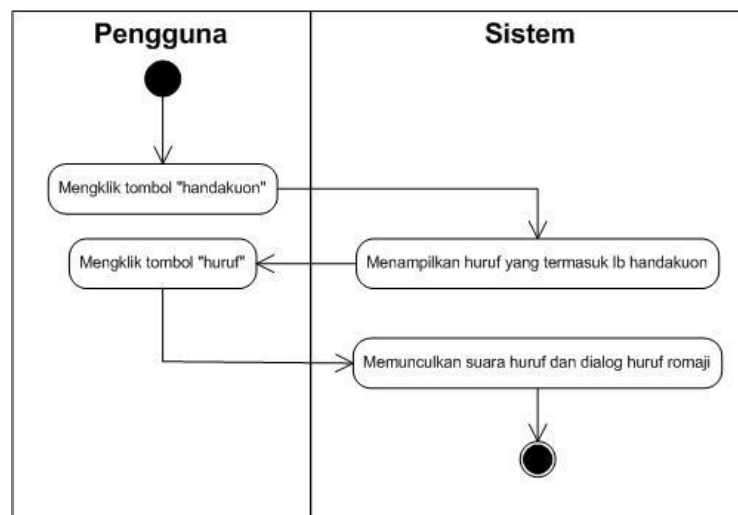 Pengguna
Sistem
Mengklik tombol "handakuon"
Mengklik tombol "huruf"
Menampilkan huruf yang termasuk lb handakuon
Memunculkan suara huruf dan dialog huruf romaji